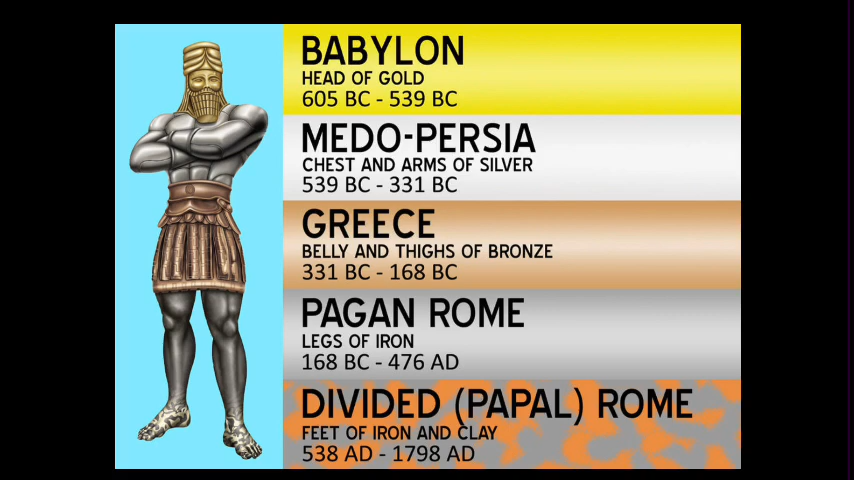 BABYLON
HEAD OF GOLD
605 BC - 539 BC
MEDO-PERSIA
CHEST AND ARMS OF SILVER
539 BC - 331 BC
GREECE
BELLY AND THIGHS OF BRONZE
331 BC - 168 BC
PAGAN ROME
LEGS OF IRON
168 BC - 476 AD
DIVIDED (PAPAL) ROME
FEET OF IRON AND CLAY
538 AD - 1798 AD